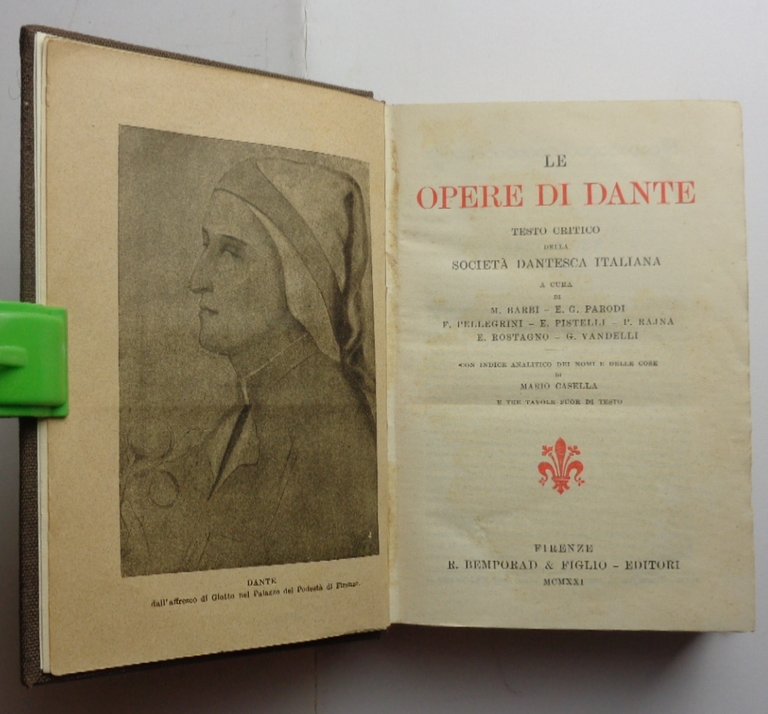 DANTE
dall'affresco di Giotto nel Palazzo del Podestà di Firenze.
LE
OPERE DI DANTE
TESTO CRITICO
DELLA
SOCIETÀ DANTESCA ITALIANA
A CURA
DI
M. BARBI - E. G. PARODI
F. PELLEGRINI - E. PISTELLI - P. RAJNA
E. ROSTAGNO - G. VANDELLI
CON INDICE ANALITICO DEI NOMI E DELLE COSE
DI
MARIO CASELLA
E TRE TAVOLE FUOR DI TESTO
FIRENZE
R. BEMPORAD & FIGLIO - EDITORI
MCMXXI